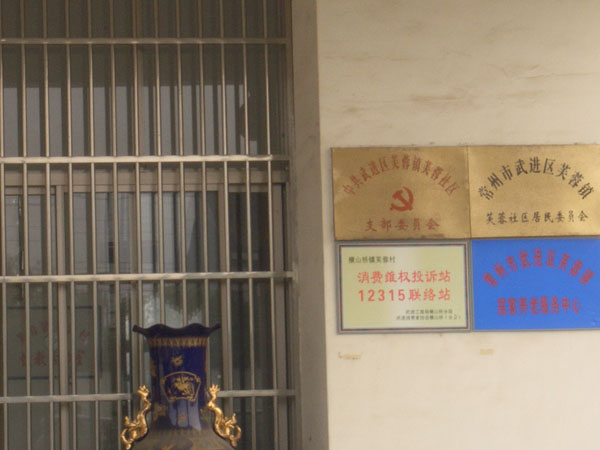 中共武进区芙蓉镇芙蓉社区
支部委员会
常州市武进区芙蓉镇
芙蓉社区居民委员会
横山桥镇芙蓉村
消费维权投诉站
12315联络站
常州市武进区芙蓉镇
居家养老服务中心